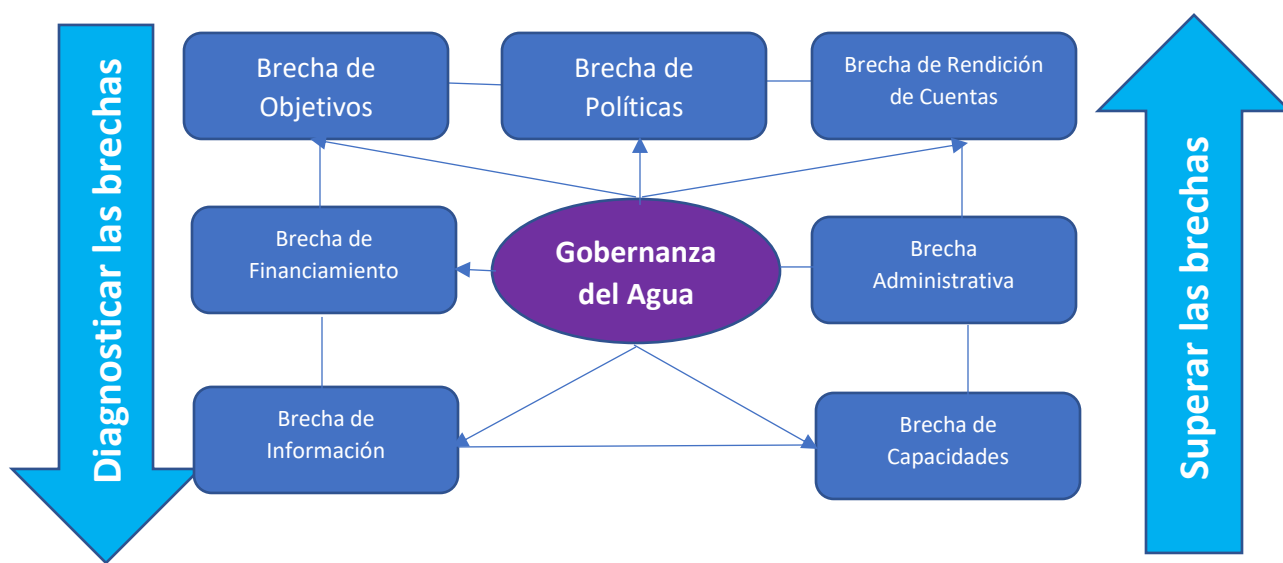 Diagnosticar las brechas
Brecha de
Objetivos
Brecha de
Políticas
Brecha de Rendición
de Cuentas
Brecha de
Financiamiento
Gobernanza
del Agua
Brecha
Administrativa
Brecha de
Información
Brecha de
Capacidades
Superar las brechas